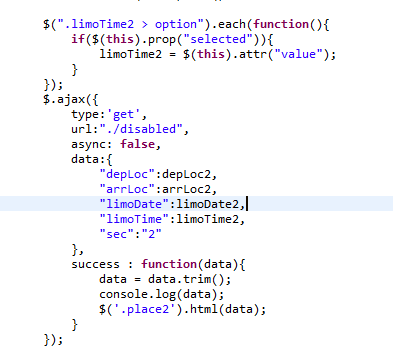 $(".limoTime2 > option").each(function(){
if($(this).prop("selected")){
limoTime2 = $(this).attr("value");
}
});
$.ajax({
type:'get',
url:"./disabled",
async: false,
data:{
"depLoc":depLoc2,
"arrLoc":arrLoc2,
"limoDate":limoDate2,
"limoTime":limoTime2,
"sec":"2"
},
success : function(data){
data = data.trim();
console.log(data);
$('.place2').html(data);
}
});